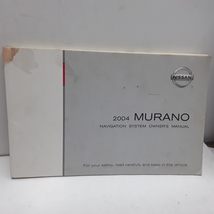 NISSAN
2004 MURANO
NAVIGATION SYSTEM OWNER'S MANUAL
For your safety, read carefully and keep in this vehicle.